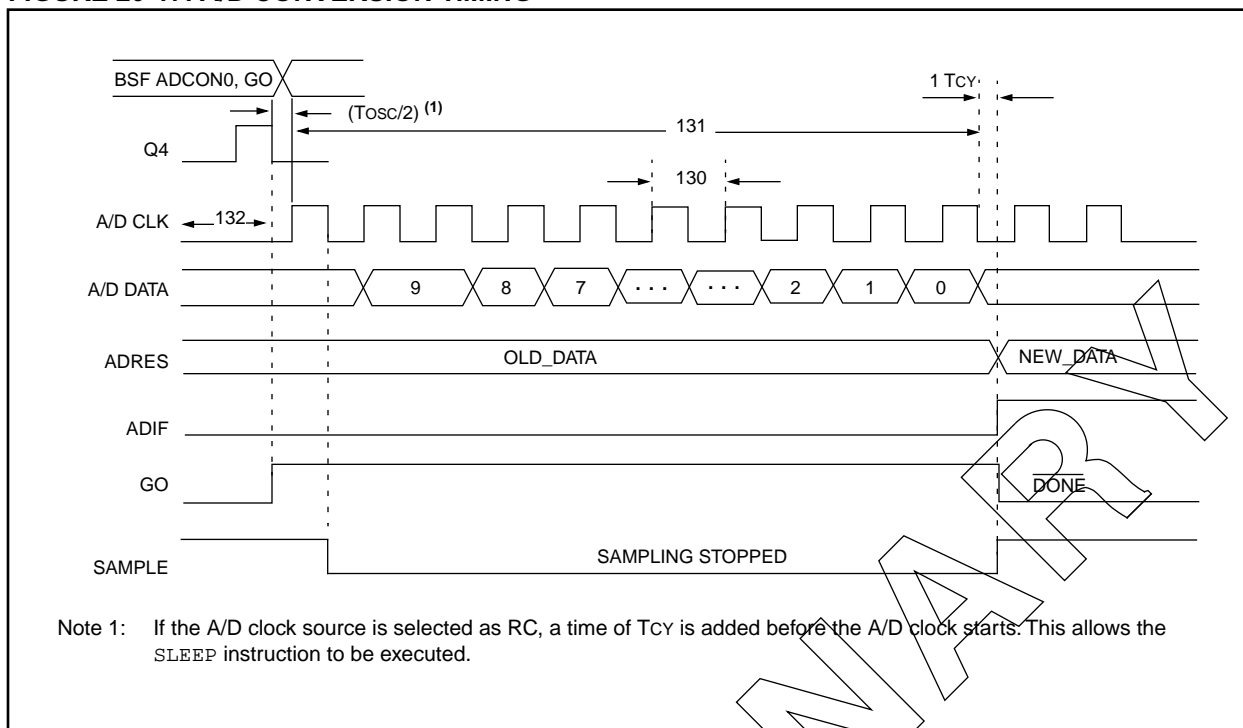 BSF ADCON0, GO
1 TCY
(TOSC/2) (1)
131
Q4
130
A/D CLK
132
A/D DATA
9 8 7 . . . . . . 2 1 0
ADRES
OLD_DATA
NEW_DATA
ADIF
GO
DONE
SAMPLE
SAMPLING STOPPED
Note 1: If the A/D clock source is selected as RC, a time of TCY is added before the A/D clock starts. This allows the
SLEEP instruction to be executed.
NARY